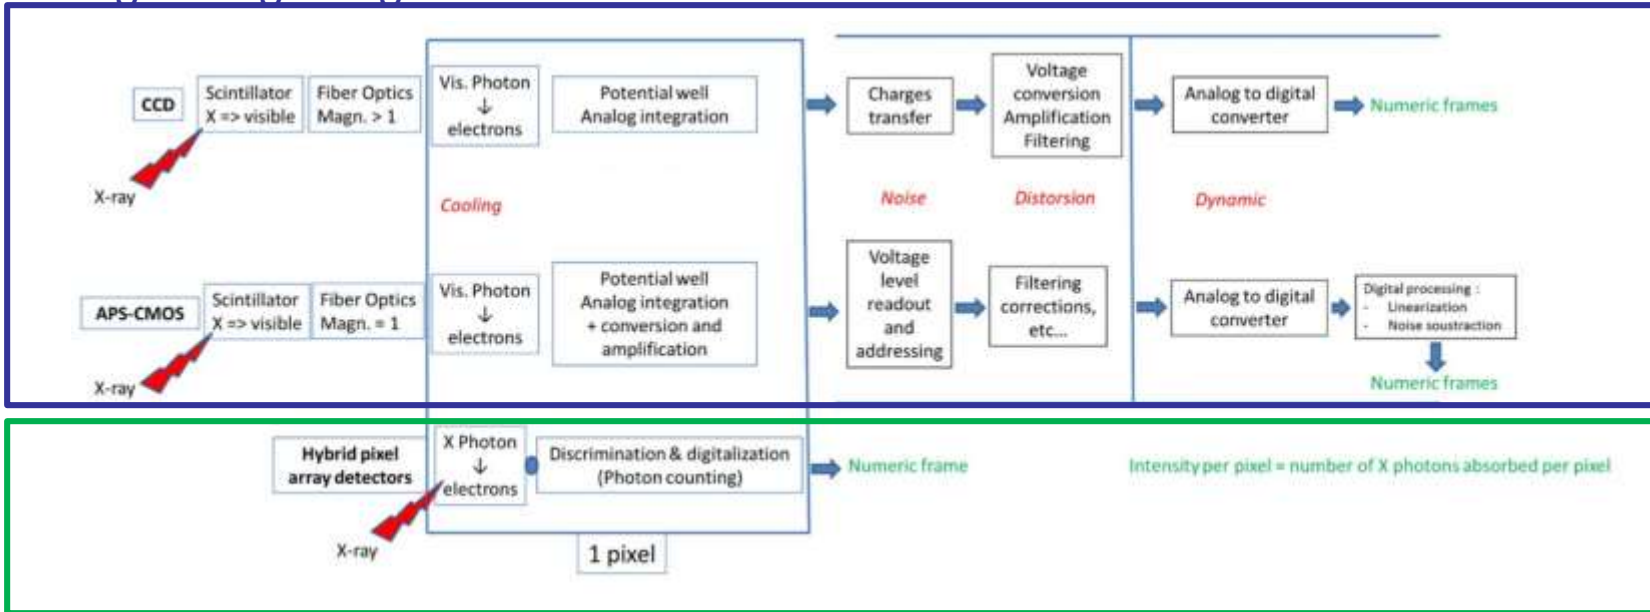 CCD
Scintillator
X => visible
Fiber Optics
Magn. > 1
Vis. Photon
↓
electrons
Potential well
Analog integration
Charges
transfer
Voltage
conversion
Amplification
Filtering
Analog to digital
converter
Numeric frames
X-ray
Cooling
Noise
Distorsion
Dynamic
APS-CMOS
Scintillator
X => visible
Fiber Optics
Magn. = 1
Vis. Photon
↓
electrons
Potential well
Analog integration
+ conversion and
amplification
Voltage
level
readout
and
addressing
Filtering
corrections,
etc...
Analog to digital
converter
Digital processing :
- Linearization
- Noise soustraction
Numeric frames
X-ray
Hybrid pixel
array detectors
X Photon
↓
electrons
Discrimination & digitalization
(Photon counting)
Numeric frame
Intensity per pixel = number of X photons absorbed per pixel
X-ray
1 pixel